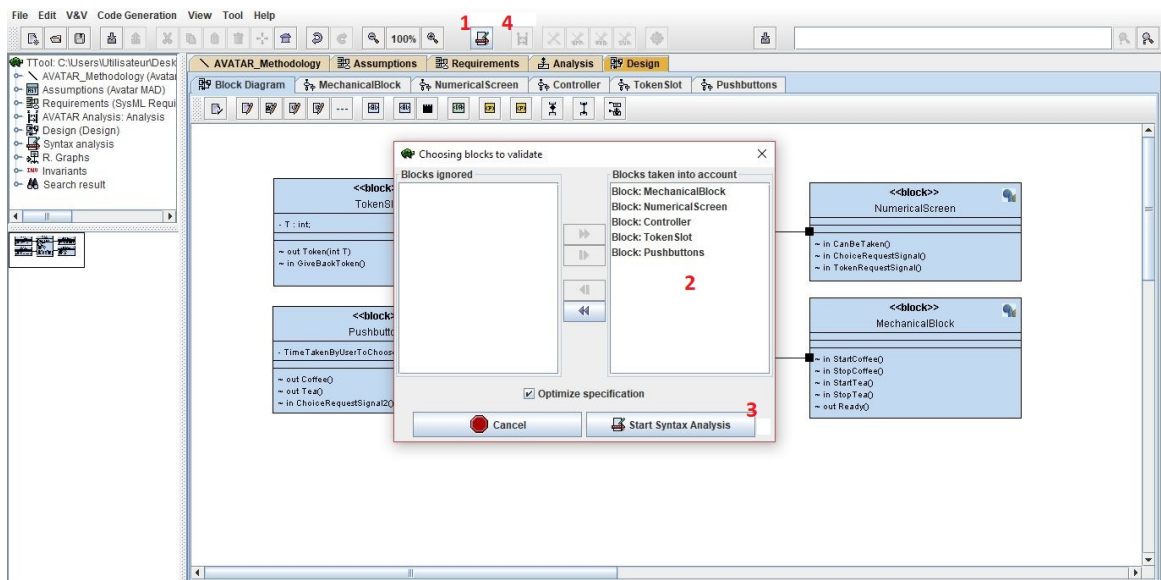 File Edit V&V Code Generation View Tool Help
1 4
100%
TTool: C:\Users\Utilisateur\Desk
AVATAR_Methodology (Avatar
Assumptions (Avatar MAD)
Requirements (SysML Requi
AVATAR Analysis: Analysis
Design (Design)
Syntax analysis
R. Graphs
Invariants
Search result
AVATAR_Methodology Assumptions Requirements Analysis Design
Block Diagram MechanicalBlock NumericalScreen Controller TokenSlot Pushbuttons
<<block
TokenSl
- T : int;
~ out Token(int T)
~ in GiveBackToken()
<<block>
Pushbutto
- TimeTakenByUserToChoos
~ out Coffee()
~ out Tea()
~ in ChoiceRequestSignal2()
Choosing blocks to validate
Blocks ignored
Blocks taken into account
Block: MechanicalBlock
Block: NumericalScreen
Block: Controller
Block: TokenSlot
Block: Pushbuttons
2
Optimize specification
3
Cancel
Start Syntax Analysis
<<block>>
NumericalScreen
~ in CanBeTaken()
~ in ChoiceRequestSignal()
~ in TokenRequestSignal()
<<block>>
MechanicalBlock
~ in StartCoffee()
~ in StopCoffee()
~ in StartTea()
~ in StopTea()
~ out Ready()